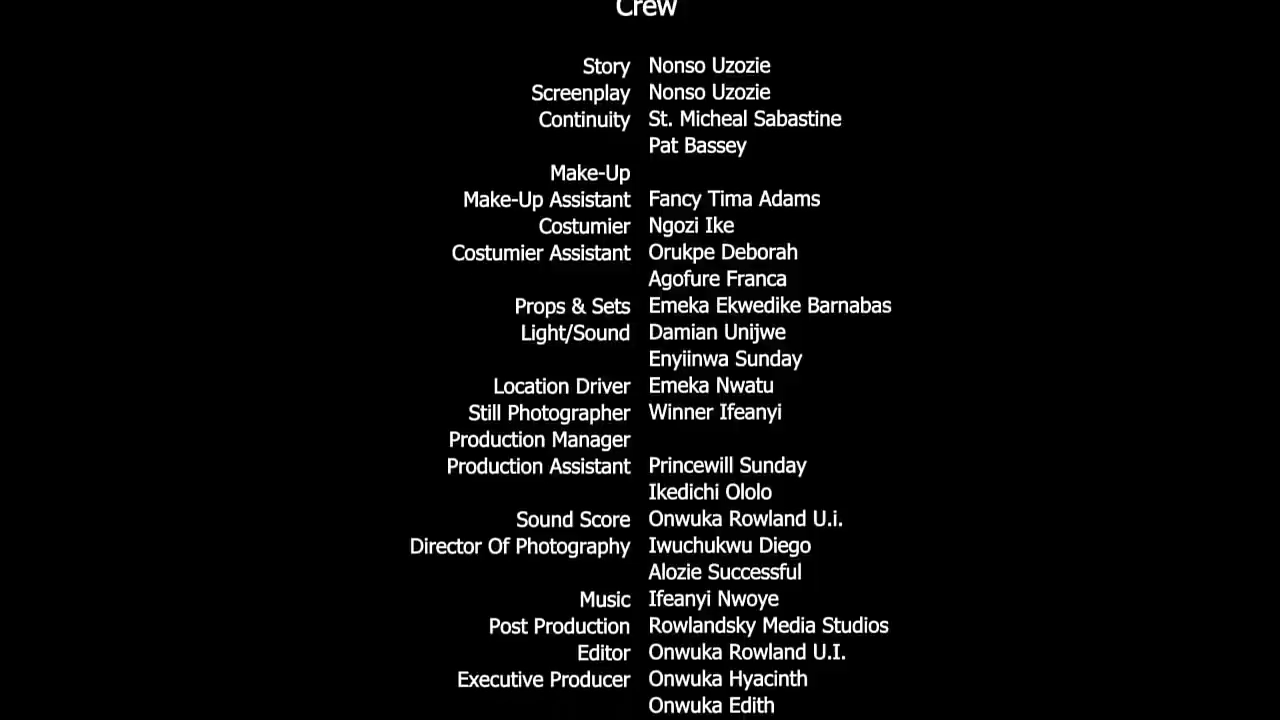 Crew
Story Nonso Uzozie
Screenplay Nonso Uzozie
Continuity St. Micheal Sabastine
Pat Bassey
Make-Up
Make-Up Assistant Fancy Tima Adams
Costumier Ngozi Ike
Costumier Assistant Orukpe Deborah
Agofure Franca
Props & Sets Emeka Ekwedike Barnabas
Light/Sound Damian Unijwe
Enyiinwa Sunday
Location Driver Emeka Nwatu
Still Photographer Winner Ifeanyi
Production Manager
Production Assistant Princewill Sunday
Ikedichi Ololo
Sound Score Onwuka Rowland U.i.
Director Of Photography Iwuchukwu Diego
Alozie Successful
Music Ifeanyi Nwoye
Post Production Rowlandsky Media Studios
Editor Onwuka Rowland U.I.
Executive Producer Onwuka Hyacinth
Onwuka Edith